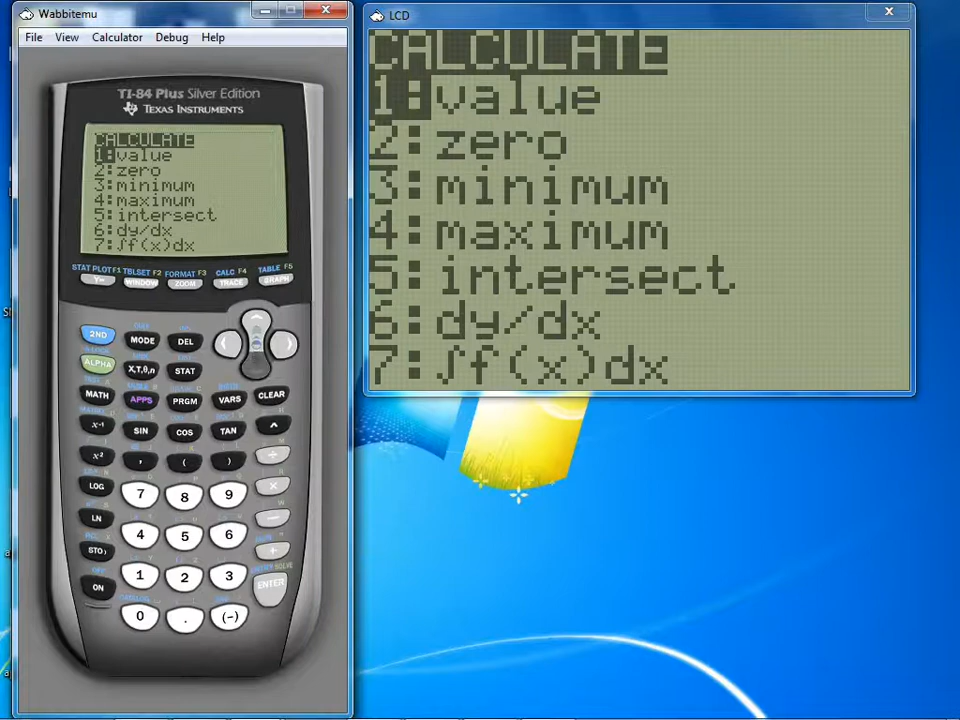 Wabbitemu
File View Calculator Debug Help
TI-84 Plus Silver Edition
TEXAS INSTRUMENTS
CALCULATE
1:value
2:zero
3:minimum
4:maximum
5:intersect
6:dy/dx
7:∫f(x)dx
STAT PLOT F1 TBLSET F2 FORMAT F3 CALC F4 TABLE F5
Y= WINDOW ZOOM TRACE GRAPH
2ND MODE DEL
ALPHA X,T,θ,n STAT
MATH APPS PRGM VARS CLEAR
x-1 SIN COS TAN ^
x² , ( ) ÷
LOG 7 8 9 ×
LN 4 5 6 −
STO⟩ 1 2 3 +
ON 0 . (−) ENTER
LCD
CALCULATE
1:value
2:zero
3:minimum
4:maximum
5:intersect
6:dy/dx
7:∫f(x)dx